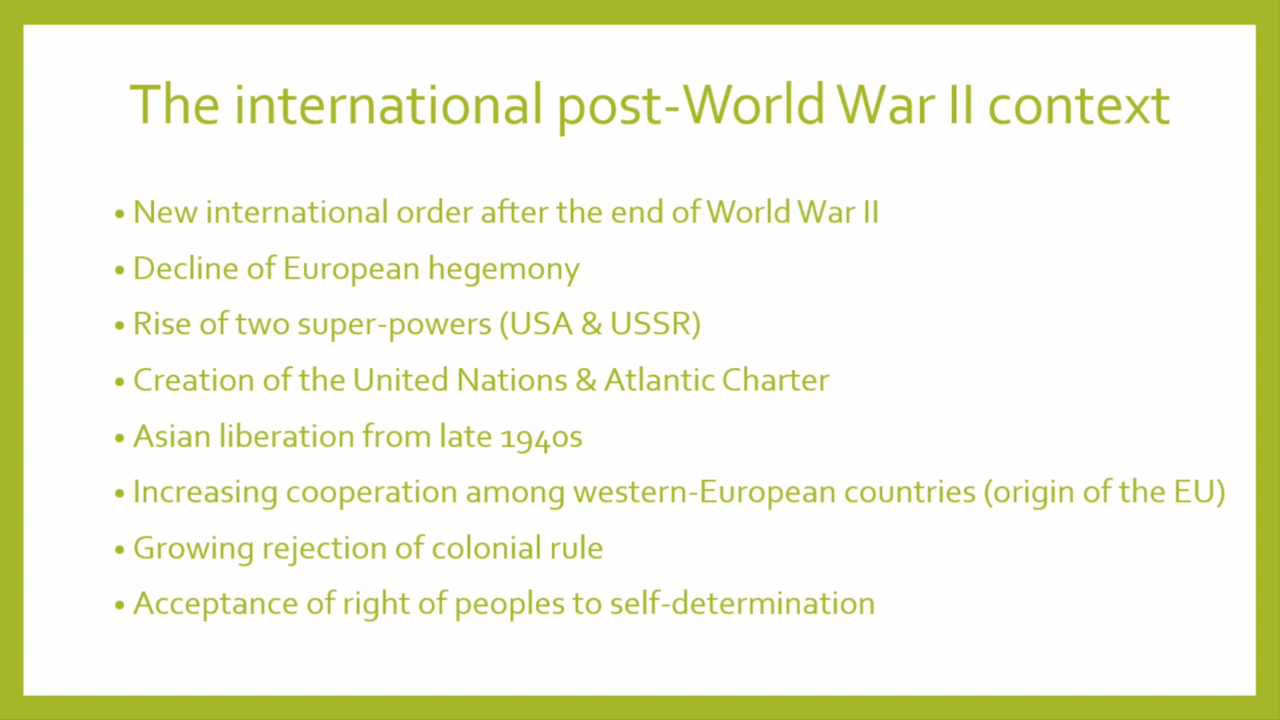 The international post-World War II context
• New international order after the end of World War II
• Decline of European hegemony
• Rise of two super-powers (USA & USSR)
• Creation of the United Nations & Atlantic Charter
• Asian liberation from late 1940s
• Increasing cooperation among western-European countries (origin of the EU)
• Growing rejection of colonial rule
• Acceptance of right of peoples to self-determination